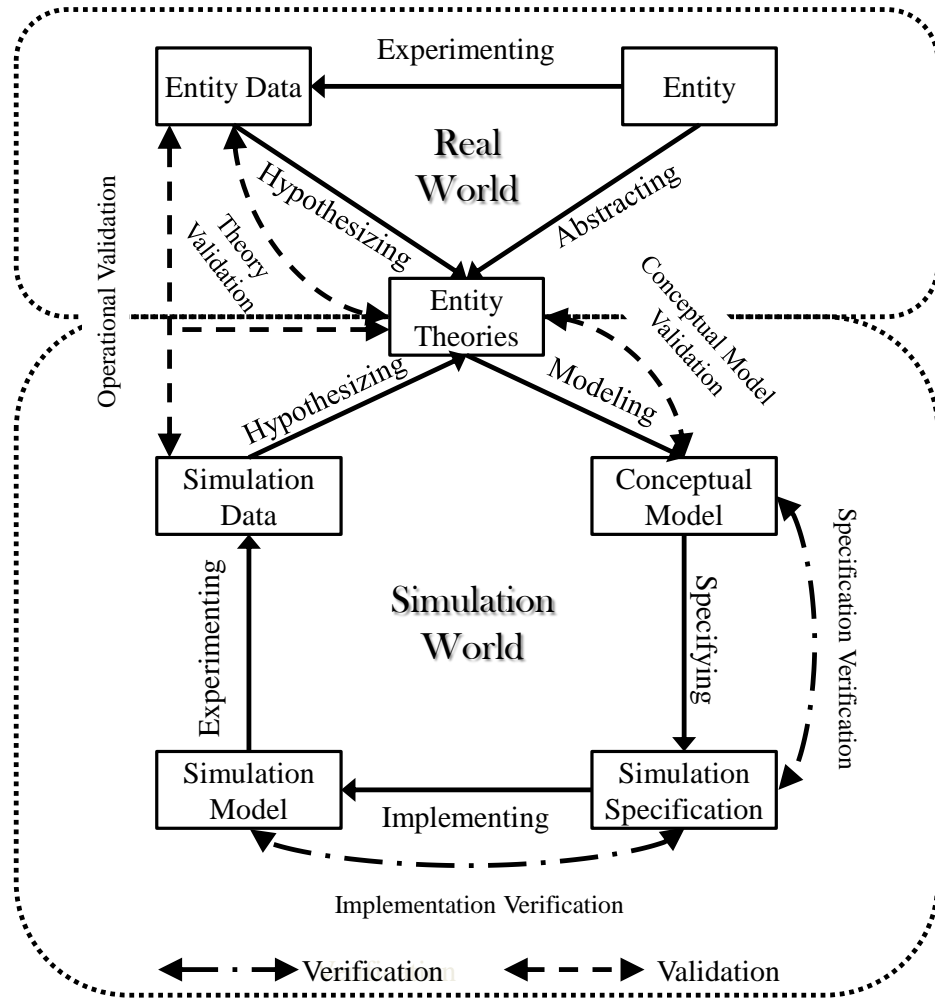 Experimenting
Entity Data
Entity
Real
World
Hypothesizing
Abstracting
Theory
Validation
Operational Validation
Entity
Theories
Conceptual Model
Validation
Hypothesizing
Modeling
Simulation
Data
Conceptual
Model
Experimenting
Simulation
World
Specifying
Specification Verification
Simulation
Model
Implementing
Simulation
Specification
Implementation Verification
Verification
Validation